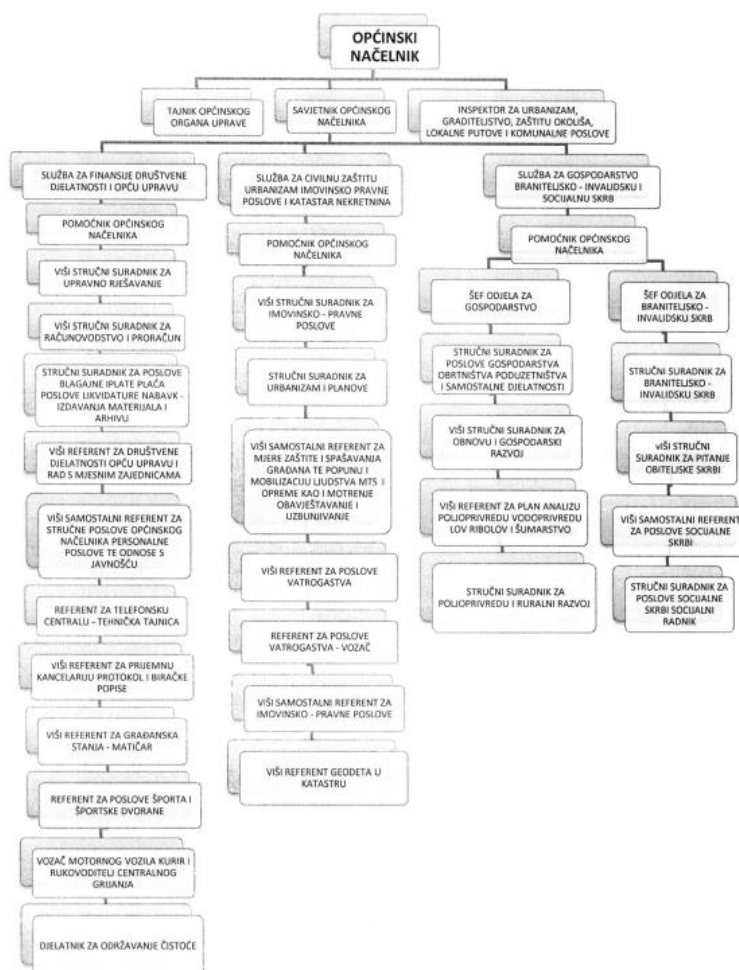 OPĆINSKI
NAČELNIK
TAJNIK OPĆINSKOG
ORGANA UPRAVE
SAVJETNIK OPĆINSKOG
NAČELNIKA
INSPEKTOR ZA URBANIZAM,
GRADITELJSTVO, ZAŠTITU OKOLIŠA,
LOKALNE PUTOVE I KOMUNALNE POSLOVE
SLUŽBA ZA FINANSIJE DRUŠTVENE
DJELATNOSTI I OPĆU UPRAVU
POMOĆNIK OPĆINSKOG
NAČELNIKA
VIŠI STRUČNI SURADNIK ZA
UPRAVNO RJEŠAVANJE
VIŠI STRUČNI SURADNIK ZA
RAČUNOVODSTVO I PRORAČUN
STRUČNI SURADNIK ZA POSLOVE
BLAGAJNE IPLATE PLAĆA
POSLOVE LIKVIDATURE NABAVK -
IZDAVANJA MATERIJALA I
ARHIVU
VIŠI REFERENT ZA DRUŠTVENE
DJELATNOSTI OPĆU UPRAVU I
RAD S MJESNIM ZAJEDNICAMA
VIŠI SAMOSTALNI REFERENT ZA
STRUČNE POSLOVE OPĆINSKOG
NAČELNIKA PERSONALNE
POSLOVE TE ODNOSE S
JAVNOŠĆU
REFERENT ZA TELEFONSKU
CENTRALU - TEHNIČKA TAJNICA
VIŠI REFERENT ZA PRIJEMNU
KANCELARIJU PROTOKOL I BIRAČKE
POPISE
VIŠI REFERENT ZA GRAĐANSKA
STANJA - MATIČAR
REFERENT ZA POSLOVE ŠPORTA I
ŠPORTSKE DVORANE
VOZAČ MOTORNOG VOZILA KURIR I
RUKOVODITELJ CENTRALNOG
GRIJANJA
DJELATNIK ZA ODRŽAVANJE ČISTOĆE
SLUŽBA ZA CIVILNU ZAŠTITU
URBANIZAM IMOVINSKO PRAVNE
POSLOVE I KATASTAR NEKRETNINA
POMOĆNIK OPĆINSKOG
NAČELNIKA
VIŠI STRUČNI SURADNIK ZA
IMOVINSKO - PRAVNE
POSLOVE
STRUČNI SURADNIK ZA
URBANIZAM I PLANOVE
VIŠI SAMOSTALNI REFERENT ZA
MJERE ZAŠTITE I SPAŠAVANJA
GRAĐANA TE POPUNU I
MOBILIZACIJU LJUDSTVA MTS I
OPREME KAO I MOTRENJE
OBAVJEŠTAVANJE I
UZBUNJIVANJE
VIŠI REFERENT ZA POSLOVE
VATROGASTVA
REFERENT ZA POSLOVE
VATROGASTVA - VOZAČ
VIŠI SAMOSTALNI REFERENT ZA
IMOVINSKO - PRAVNE POSLOVE
VIŠI REFERENT GEODETA U
KATASTRU
SLUŽBA ZA GOSPODARSTVO
BRANITELJSKO - INVALIDSKU I
SOCIJALNU SKRB
POMOĆNIK OPĆINSKOG
NAČELNIKA
ŠEF ODJELA ZA
GOSPODARSTVO
STRUČNI SURADNIK ZA
POSLOVE GOSPODARSTVA
OBRTNIŠTVA PODUZETNIŠTVA
I SAMOSTALNE DJELATNOSTI
VIŠI STRUČNI SURADNIK ZA
OBNOVU I GOSPODARSKI
RAZVOJ
VIŠI REFERENT ZA PLAN ANALIZU
POLJOPRIVREDU VODOPRIVREDU
LOV RIBOLOV I ŠUMARSTVO
STRUČNI SURADNIK ZA
POLJOPRIVREDU I RURALNI RAZVOJ
ŠEF ODJELA ZA
BRANITELJSKO -
INVALIDSKU SKRB
STRUČNI SURADNIK ZA
BRANITELJSKO -
INVALIDSKU SKRB
vIŠI STRUČNI
SURADNIK ZA PITANJE
OBITELJSKE SKRBI
VIŠI SAMOSTALNI REFERENT
ZA POSLOVE SOCIJALNE
SKRBI
STRUČNI SURADNIK ZA
POSLOVE SOCIJALNE
SKRBI SOCIJALNI
RADNIK